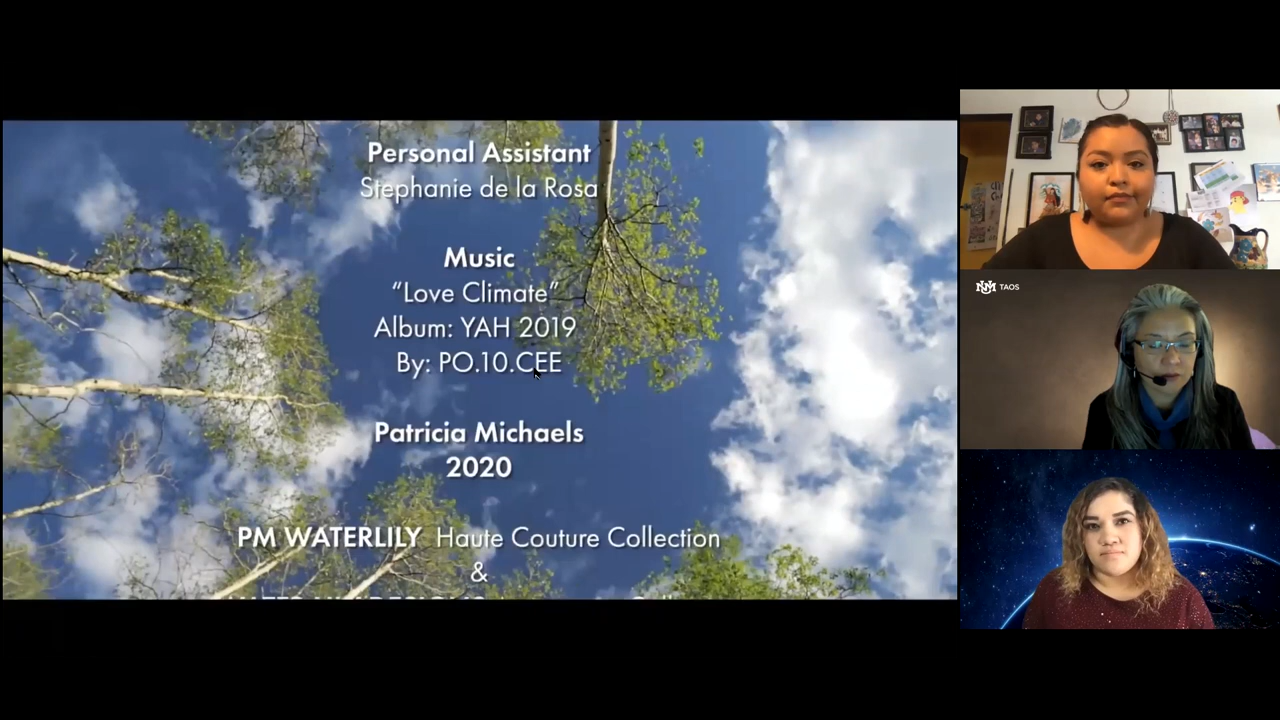 Personal Assistant
Stephanie de la Rosa
Music
“Love Climate”
Album: YAH 2019
By: PO.10.CEE
Patricia Michaels
2020
PM WATERLILY Haute Couture Collection
&
UNM TAOS